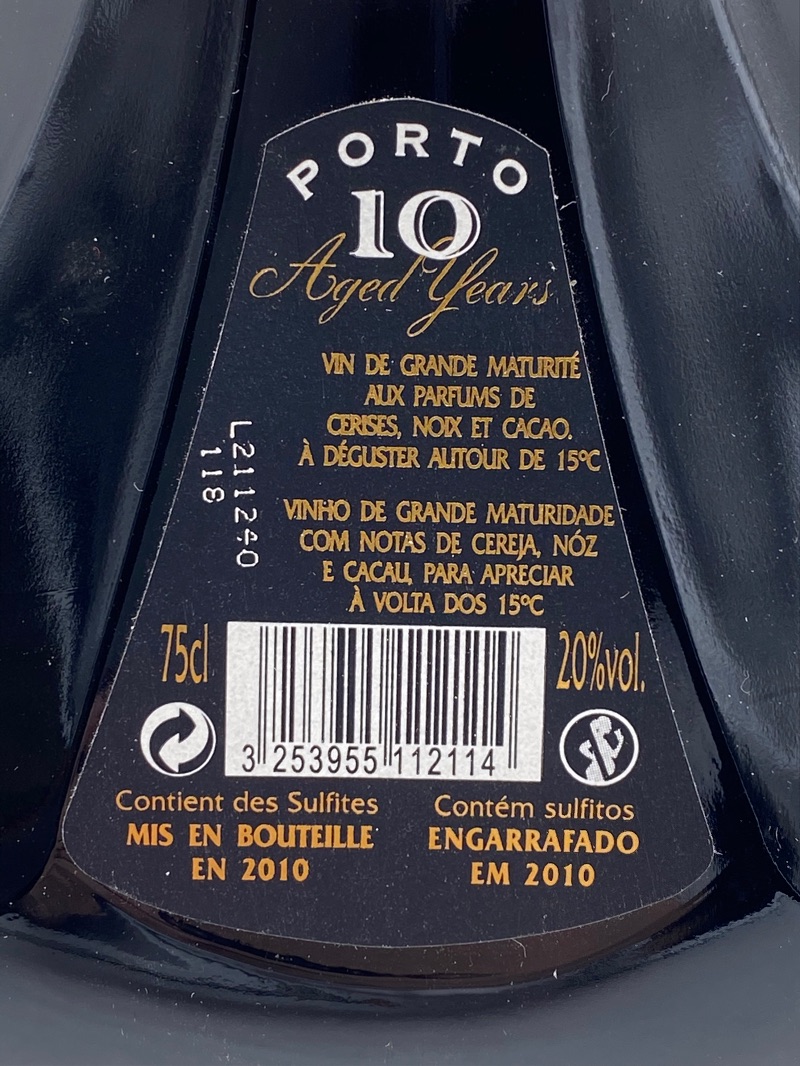 PORTO
10
Aged Years
VIN DE GRANDE MATURITÉ
AUX PARFUMS DE
CERISES, NOIX ET CACAO.
À DÉGUSTER AUTOUR DE 15ºC
L211240
118
VINHO DE GRANDE MATURIDADE
COM NOTAS DE CEREJA, NÓZ
E CACAU, PARA APRECIAR
À VOLTA DOS 15ºC
75cl
20%vol.
3 253955 112114
Contient des Sulfites
MIS EN BOUTEILLE
EN 2010
Contém sulfitos
ENGARRAFADO
EM 2010